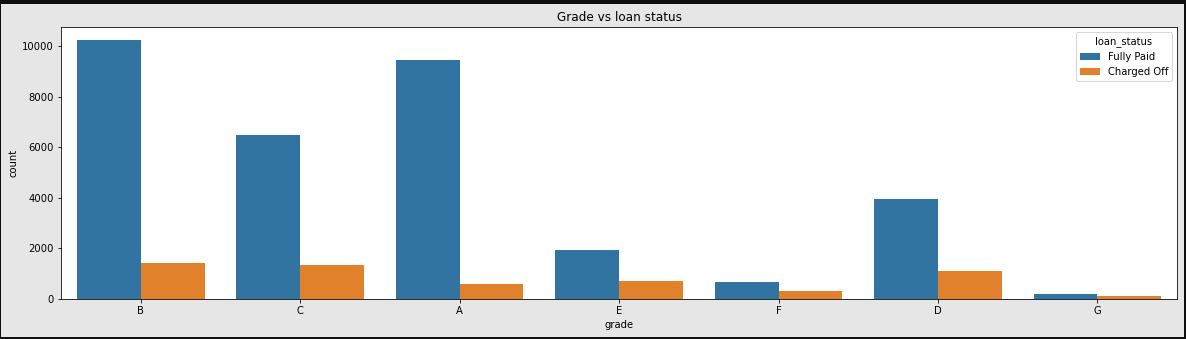 Grade vs loan status
loan_status
Fully Paid
Charged Off
10000
8000
6000
4000
2000
0
count
B C A E F D G
grade